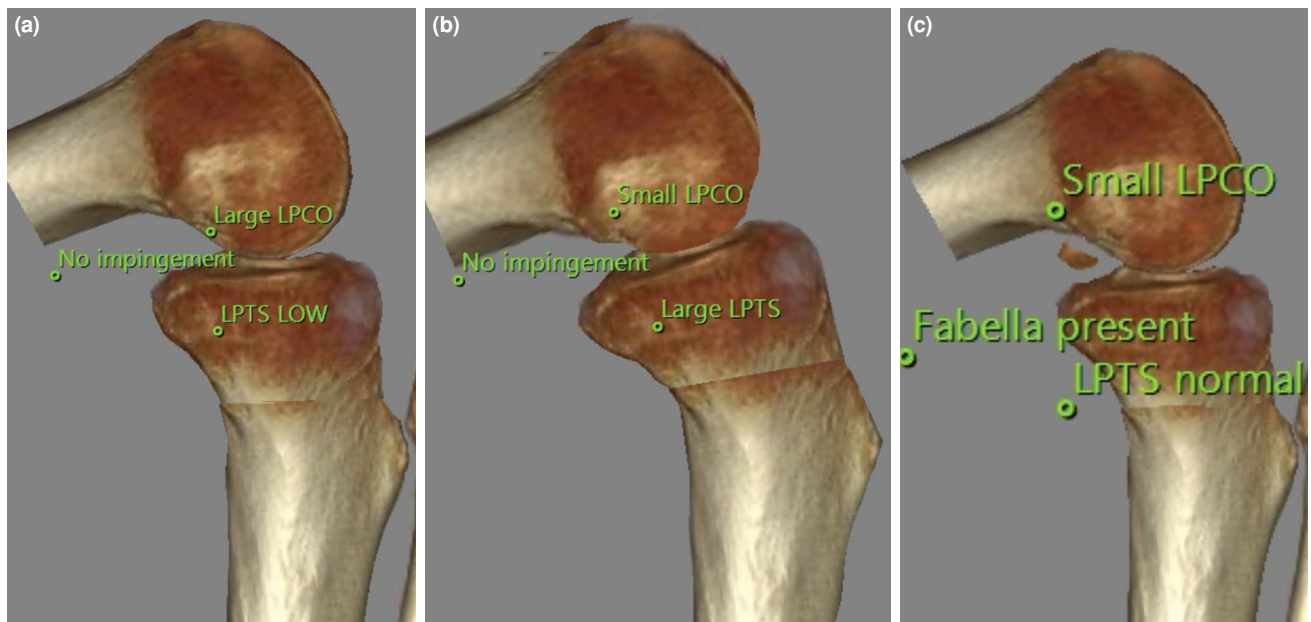 (a)
Large LPCO
No impingement
LPTS LOW
(b)
Small LPCO
No impingement
Large LPTS
(c)
Small LPCO
Fabella present
LPTS normal